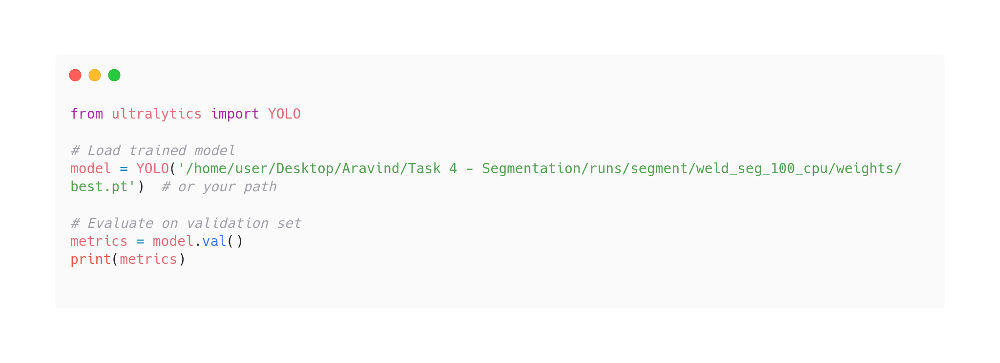 from ultralytics import YOLO
# Load trained model
model = YOLO('/home/user/Desktop/Aravind/Task 4 - Segmentation/runs/segment/weld_seg_100_cpu/weights/
best.pt')  # or your path
# Evaluate on validation set
metrics = model.val()
print(metrics)